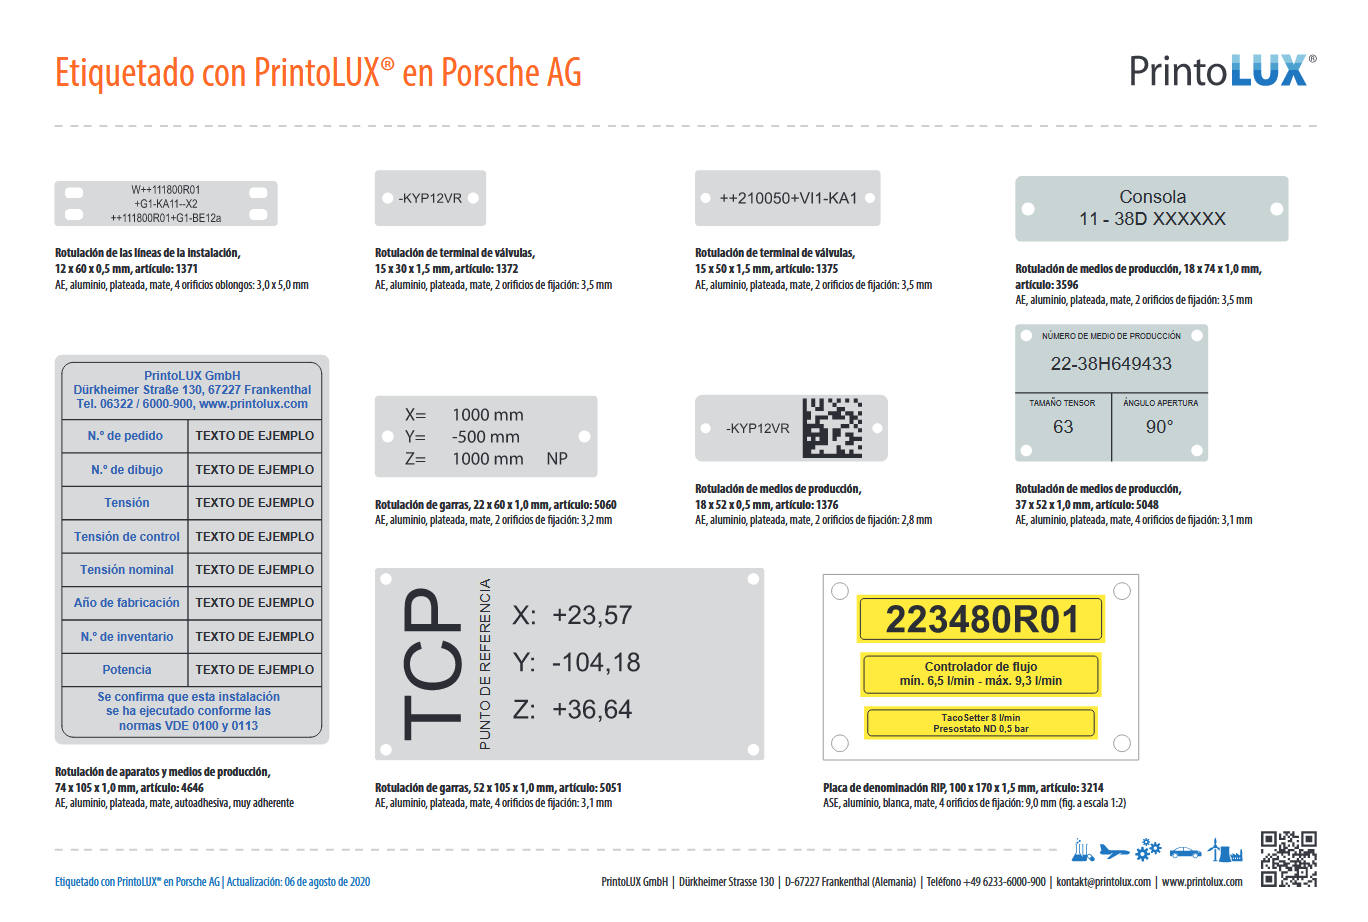 Etiquetado con PrintoLUX® en Porsche AG
PrintoLUX®
W++111800R01
+G1-KA11--X2
++111800R01+G1-BE12a
Rotulación de las líneas de la instalación,
12 x 60 x 0,5 mm, artículo: 1371
AE, aluminio, plateada, mate, 4 orificios oblongos: 3,0 x 5,0 mm
-KYP12VR
Rotulación de terminal de válvulas,
15 x 30 x 1,5 mm, artículo: 1372
AE, aluminio, plateada, mate, 2 orificios de fijación: 3,5 mm
++210050+VI1-KA1
Rotulación de terminal de válvulas,
15 x 50 x 1,5 mm, artículo: 1375
AE, aluminio, plateada, mate, 2 orificios de fijación: 3,5 mm
Consola
11 - 38D XXXXXX
Rotulación de medios de producción, 18 x 74 x 1,0 mm,
artículo: 3596
AE, aluminio, plateada, mate, 2 orificios de fijación: 3,5 mm
PrintoLUX GmbH
Dürkheimer Straße 130, 67227 Frankenthal
Tel. 06322 / 6000-900, www.printolux.com
N.º de pedido TEXTO DE EJEMPLO
N.º de dibujo TEXTO DE EJEMPLO
Tensión TEXTO DE EJEMPLO
Tensión de control TEXTO DE EJEMPLO
Tensión nominal TEXTO DE EJEMPLO
Año de fabricación TEXTO DE EJEMPLO
N.º de inventario TEXTO DE EJEMPLO
Potencia TEXTO DE EJEMPLO
Se confirma que esta instalación
se ha ejecutado conforme las
normas VDE 0100 y 0113
Rotulación de aparatos y medios de producción,
74 x 105 x 1,0 mm, artículo: 4646
AE, aluminio, plateada, mate, autoadhesiva, muy adherente
X= 1000 mm
Y= -500 mm
Z= 1000 mm NP
Rotulación de garras, 22 x 60 x 1,0 mm, artículo: 5060
AE, aluminio, plateada, mate, 2 orificios de fijación: 3,2 mm
-KYP12VR
Rotulación de medios de producción,
18 x 52 x 0,5 mm, artículo: 1376
AE, aluminio, plateada, mate, 2 orificios de fijación: 2,8 mm
NÚMERO DE MEDIO DE PRODUCCIÓN
22-38H649433
TAMAÑO TENSOR ÁNGULO APERTURA
63 90°
Rotulación de medios de producción,
37 x 52 x 1,0 mm, artículo: 5048
AE, aluminio, plateada, mate, 4 orificios de fijación: 3,1 mm
TCP
PUNTO DE REFERENCIA
X: +23,57
Y: -104,18
Z: +36,64
Rotulación de garras, 52 x 105 x 1,0 mm, artículo: 5051
AE, aluminio, plateada, mate, 4 orificios de fijación: 3,1 mm
223480R01
Controlador de flujo
mín. 6,5 l/min - máx. 9,3 l/min
TacoSetter 8 l/min
Presostato ND 0,5 bar
Placa de denominación RIP, 100 x 170 x 1,5 mm, artículo: 3214
ASE, aluminio, blanca, mate, 4 orificios de fijación: 9,0 mm (fig. a escala 1:2)
Etiquetado con PrintoLUX® en Porsche AG | Actualización: 06 de agosto de 2020
PrintoLUX GmbH | Dürkheimer Strasse 130 | D-67227 Frankenthal (Alemania) | Teléfono +49 6233-6000-900 | kontakt@printolux.com | www.printolux.com